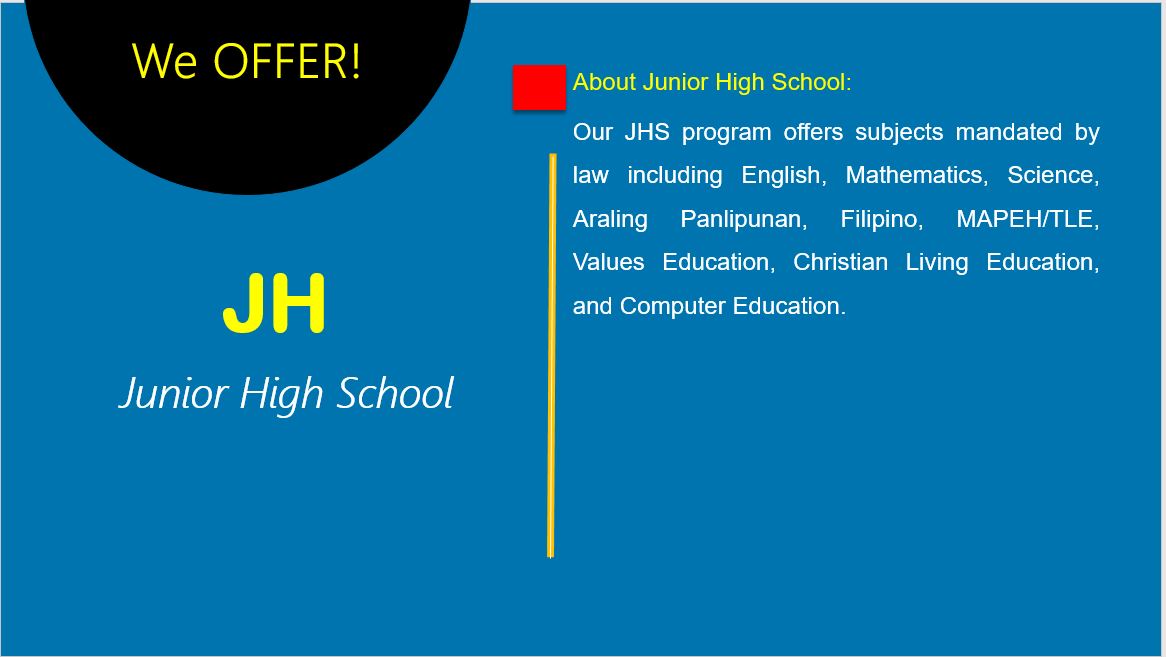 We OFFER!
JH
Junior High School
About Junior High School:
Our JHS program offers subjects mandated by
law including English, Mathematics, Science,
Araling Panlipunan, Filipino, MAPEH/TLE,
Values Education, Christian Living Education,
and Computer Education.